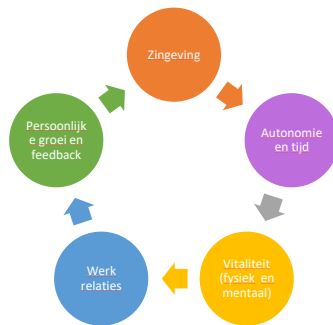 Zingeving
Autonomie
en tijd
Vitaliteit
(fysiek en
mentaal)
Werk
relaties
Persoonlijk
e groei en
feedback